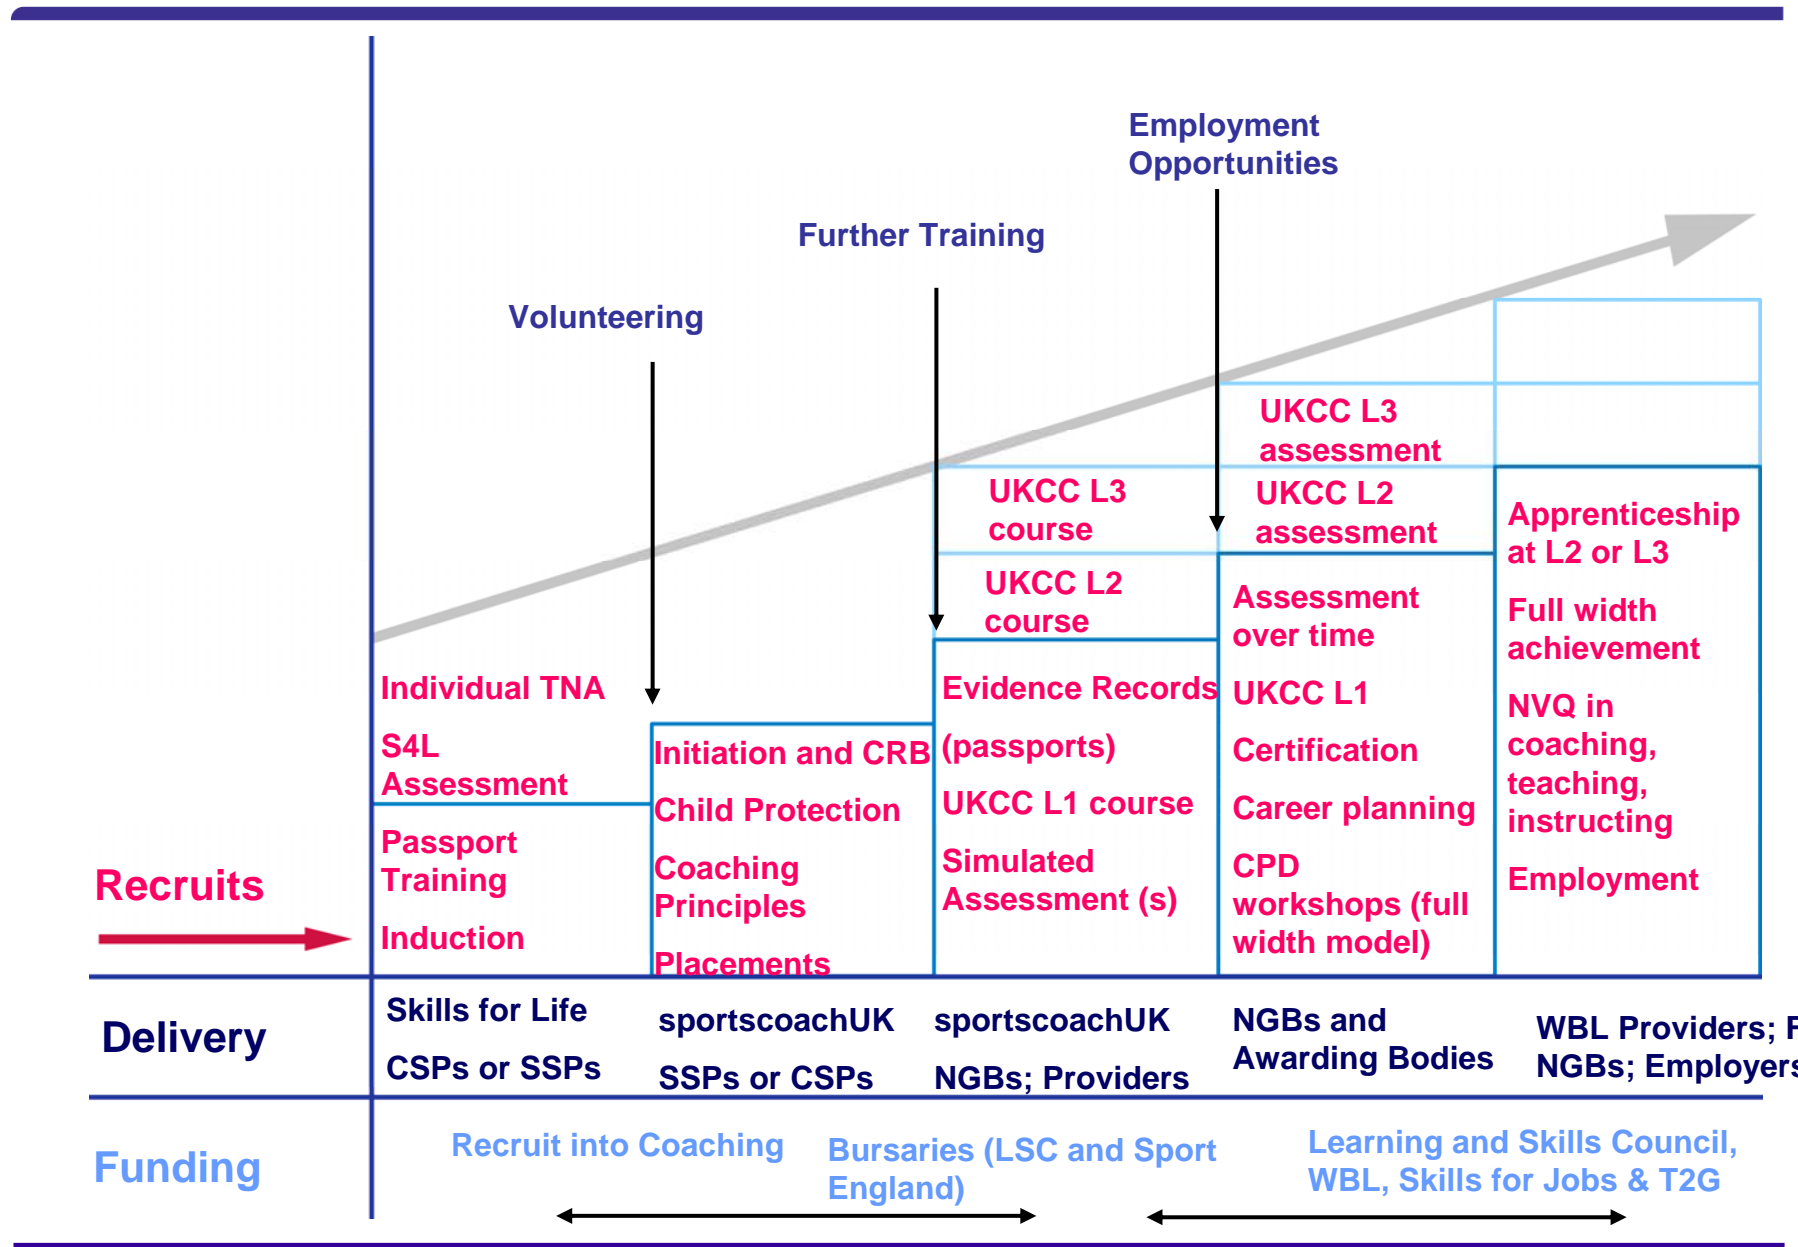 Employment
Opportunities
Further Training
Volunteering
UKCC L3
assessment
UKCC L3
course
UKCC L2
assessment
UKCC L2
course
Individual TNA
S4L
Assessment
Passport
Training
Induction
Initiation and CRB
Child Protection
Coaching
Principles
Placements
Evidence Records
(passports)
UKCC L1 course
Simulated
Assessment (s)
Assessment
over time
UKCC L1
Certification
Career planning
CPD
workshops (full
width model)
Apprenticeship
at L2 or L3
Full width
achievement
NVQ in
coaching,
teaching,
instructing
Employment
Recruits
Delivery
Skills for Life
CSPs or SSPs
sportscoachUK
SSPs or CSPs
sportscoachUK
NGBs; Providers
NGBs and
Awarding Bodies
WBL Providers;
NGBs; Employers
Funding
Recruit into Coaching
Bursaries (LSC and Sport
England)
Learning and Skills Council,
WBL, Skills for Jobs & T2G